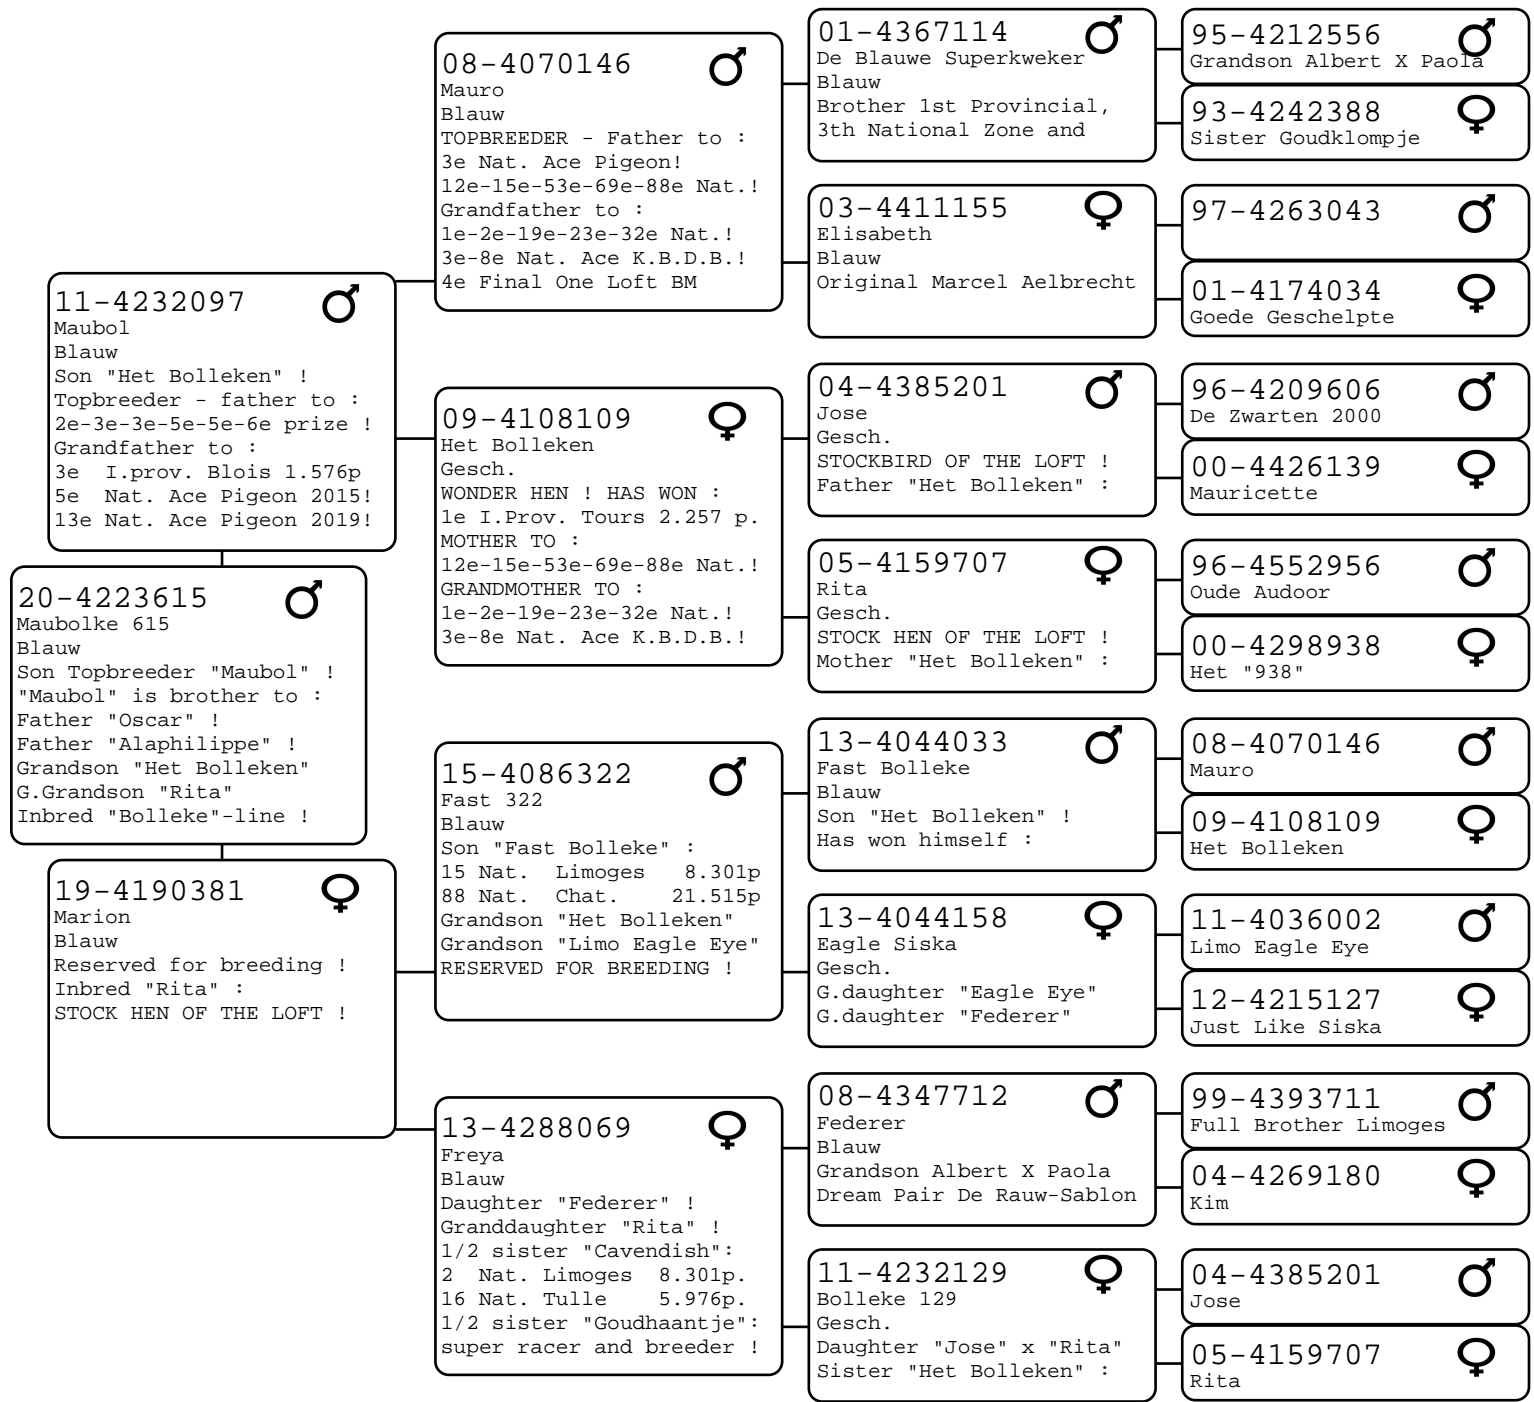 20-4223615
Maubolke 615
Blauw
Son Topbreeder "Maubol" !
"Maubol" is brother to :
Father "Oscar" !
Father "Alaphilippe" !
Grandson "Het Bolleken"
G.Grandson "Rita"
Inbred "Bolleke"-line !
11-4232097
Maubol
Blauw
Son "Het Bolleken" !
Topbreeder - father to :
2e-3e-3e-5e-5e-6e prize !
Grandfather to :
3e  I.prov. Blois 1.576p
5e  Nat. Ace Pigeon 2015!
13e Nat. Ace Pigeon 2019!
19-4190381
Marion
Blauw
Reserved for breeding !
Inbred "Rita" :
STOCK HEN OF THE LOFT !
08-4070146
Mauro
Blauw
TOPBREEDER - Father to :
3e Nat. Ace Pigeon!
12e-15e-53e-69e-88e Nat.!
Grandfather to :
1e-2e-19e-23e-32e Nat.!
3e-8e Nat. Ace K.B.D.B.!
4e Final One Loft BM
09-4108109
Het Bolleken
Gesch.
WONDER HEN ! HAS WON :
1e I.Prov. Tours 2.257 p.
MOTHER TO :
12e-15e-53e-69e-88e Nat.!
GRANDMOTHER TO :
1e-2e-19e-23e-32e Nat.!
3e-8e Nat. Ace K.B.D.B.!
15-4086322
Fast 322
Blauw
Son "Fast Bolleke" :
15 Nat.  Limoges   8.301p
88 Nat.  Chat.    21.515p
Grandson "Het Bolleken"
Grandson "Limo Eagle Eye"
RESERVED FOR BREEDING !
13-4288069
Freya
Blauw
Daughter "Federer" !
Granddaughter "Rita" !
1/2 sister "Cavendish":
2  Nat. Limoges  8.301p.
16 Nat. Tulle    5.976p.
1/2 sister "Goudhaantje":
super racer and breeder !
01-4367114
De Blauwe Superkweker
Blauw
Brother 1st Provincial,
3th National Zone and
03-4411155
Elisabeth
Blauw
Original Marcel Aelbrecht
04-4385201
Jose
Gesch.
STOCKBIRD OF THE LOFT !
Father "Het Bolleken" :
05-4159707
Rita
Gesch.
STOCK HEN OF THE LOFT !
Mother "Het Bolleken" :
13-4044033
Fast Bolleke
Blauw
Son "Het Bolleken" !
Has won himself :
13-4044158
Eagle Siska
Gesch.
G.daughter "Eagle Eye"
G.daughter "Federer"
08-4347712
Federer
Blauw
Grandson Albert X Paola
Dream Pair De Rauw-Sablon
11-4232129
Bolleke 129
Gesch.
Daughter "Jose" x "Rita"
Sister "Het Bolleken" :
95-4212556
Grandson Albert X Paola
93-4242388
Sister Goudklompje
97-4263043
01-4174034
Goede Geschelpte
96-4209606
De Zwarten 2000
00-4426139
Mauricette
96-4552956
Oude Audoor
00-4298938
Het "938"
08-4070146
Mauro
09-4108109
Het Bolleken
11-4036002
Limo Eagle Eye
12-4215127
Just Like Siska
99-4393711
Full Brother Limoges
04-4269180
Kim
04-4385201
Jose
05-4159707
Rita